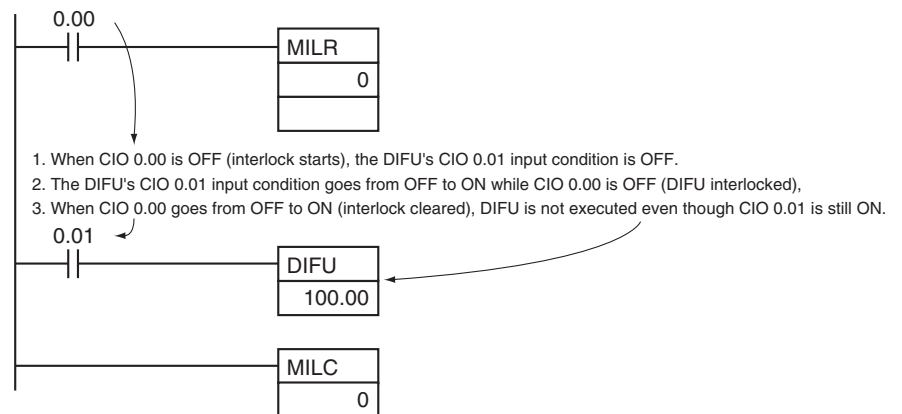 0.00
MILR
0
1. When CIO 0.00 is OFF (interlock starts), the DIFU's CIO 0.01 input condition is OFF.
2. The DIFU's CIO 0.01 input condition goes from OFF to ON while CIO 0.00 is OFF (DIFU interlocked),
3. When CIO 0.00 goes from OFF to ON (interlock cleared), DIFU is not executed even though CIO 0.01 is still ON.
0.01
DIFU
100.00
MILC
0